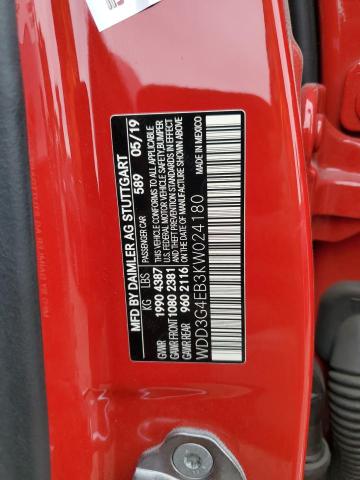 MFD BY DAIMLER AG STUTTGART
PASSENGER CAR 589 05/19
KG LBS
1990 4387
GAWR FRONT 1080 2381
GAWR REAR 960 2116
THIS VEHICLE CONFORMS TO ALL APPLICABLE
U.S. FEDERAL MOTOR VEHICLE SAFETY, BUMPER
AND THEFT PREVENTION STANDARDS IN EFFECT
ON THE DATE OF MANUFACTURE SHOWN ABOVE
MADE IN MEXICO
WDD3G4EB3KW024180